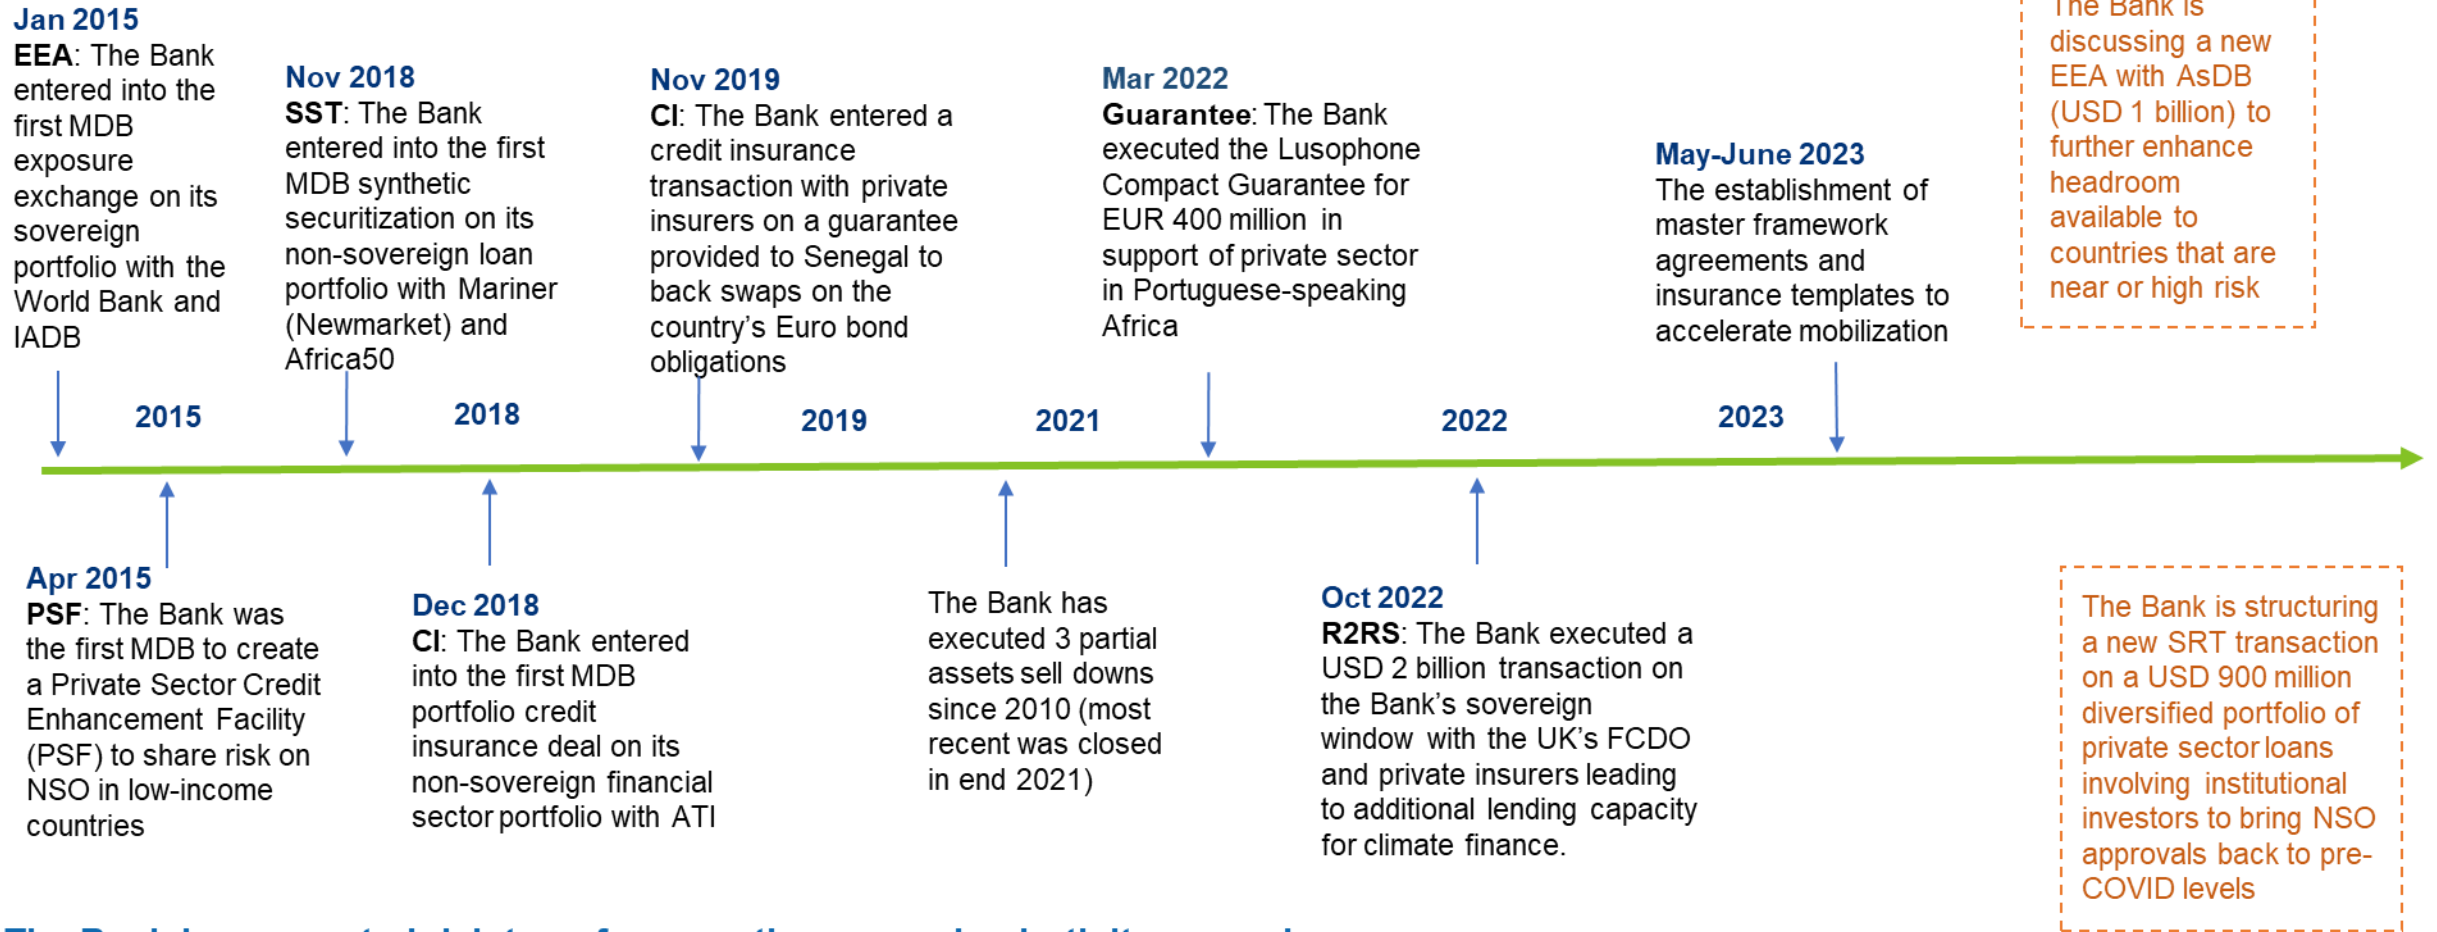 Jan 2015
EEA: The Bank
entered into the
first MDB
exposure
exchange on its
sovereign
portfolio with the
World Bank and
IADB
Nov 2018
SST: The Bank
entered into the first
MDB synthetic
securitization on its
non-sovereign loan
portfolio with Mariner
(Newmarket) and
Africa50
Nov 2019
CI: The Bank entered a
credit insurance
transaction with private
insurers on a guarantee
provided to Senegal to
back swaps on the
country's Euro bond
obligations
Mar 2022
Guarantee: The Bank
executed the Lusophone
Compact Guarantee for
EUR 400 million in
support of private sector
in Portuguese-speaking
Africa
May-June 2023
The establishment of
master framework
agreements and
insurance templates to
accelerate mobilization
The Bank is
discussing a new
EEA with AsDB
(USD 1 billion) to
further enhance
headroom
available to
countries that are
near or high risk
2015
2018
2019
2021
2022
2023
Apr 2015
PSF: The Bank was
the first MDB to create
a Private Sector Credit
Enhancement Facility
(PSF) to share risk on
NSO in low-income
countries
Dec 2018
CI: The Bank entered
into the first MDB
portfolio credit
insurance deal on its
non-sovereign financial
sector portfolio with ATI
The Bank has
executed 3 partial
assets sell downs
since 2010 (most
recent was closed
in end 2021)
Oct 2022
R2RS: The Bank executed a
USD 2 billion transaction on
the Bank's sovereign
window with the UK's FCDO
and private insurers leading
to additional lending capacity
for climate finance.
The Bank is structuring
a new SRT transaction
on a USD 900 million
diversified portfolio of
private sector loans
involving institutional
investors to bring NSO
approvals back to pre-
COVID levels